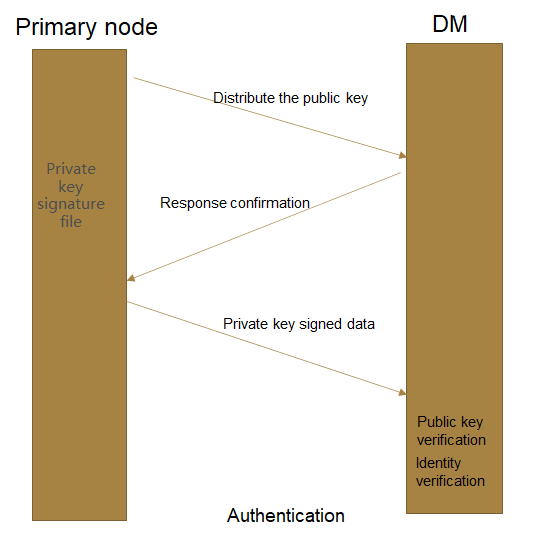 Primary node
DM
Distribute the public key
Private
key
signature
file
Response confirmation
Private key signed data
Public key
verification
Identity
verification
Authentication